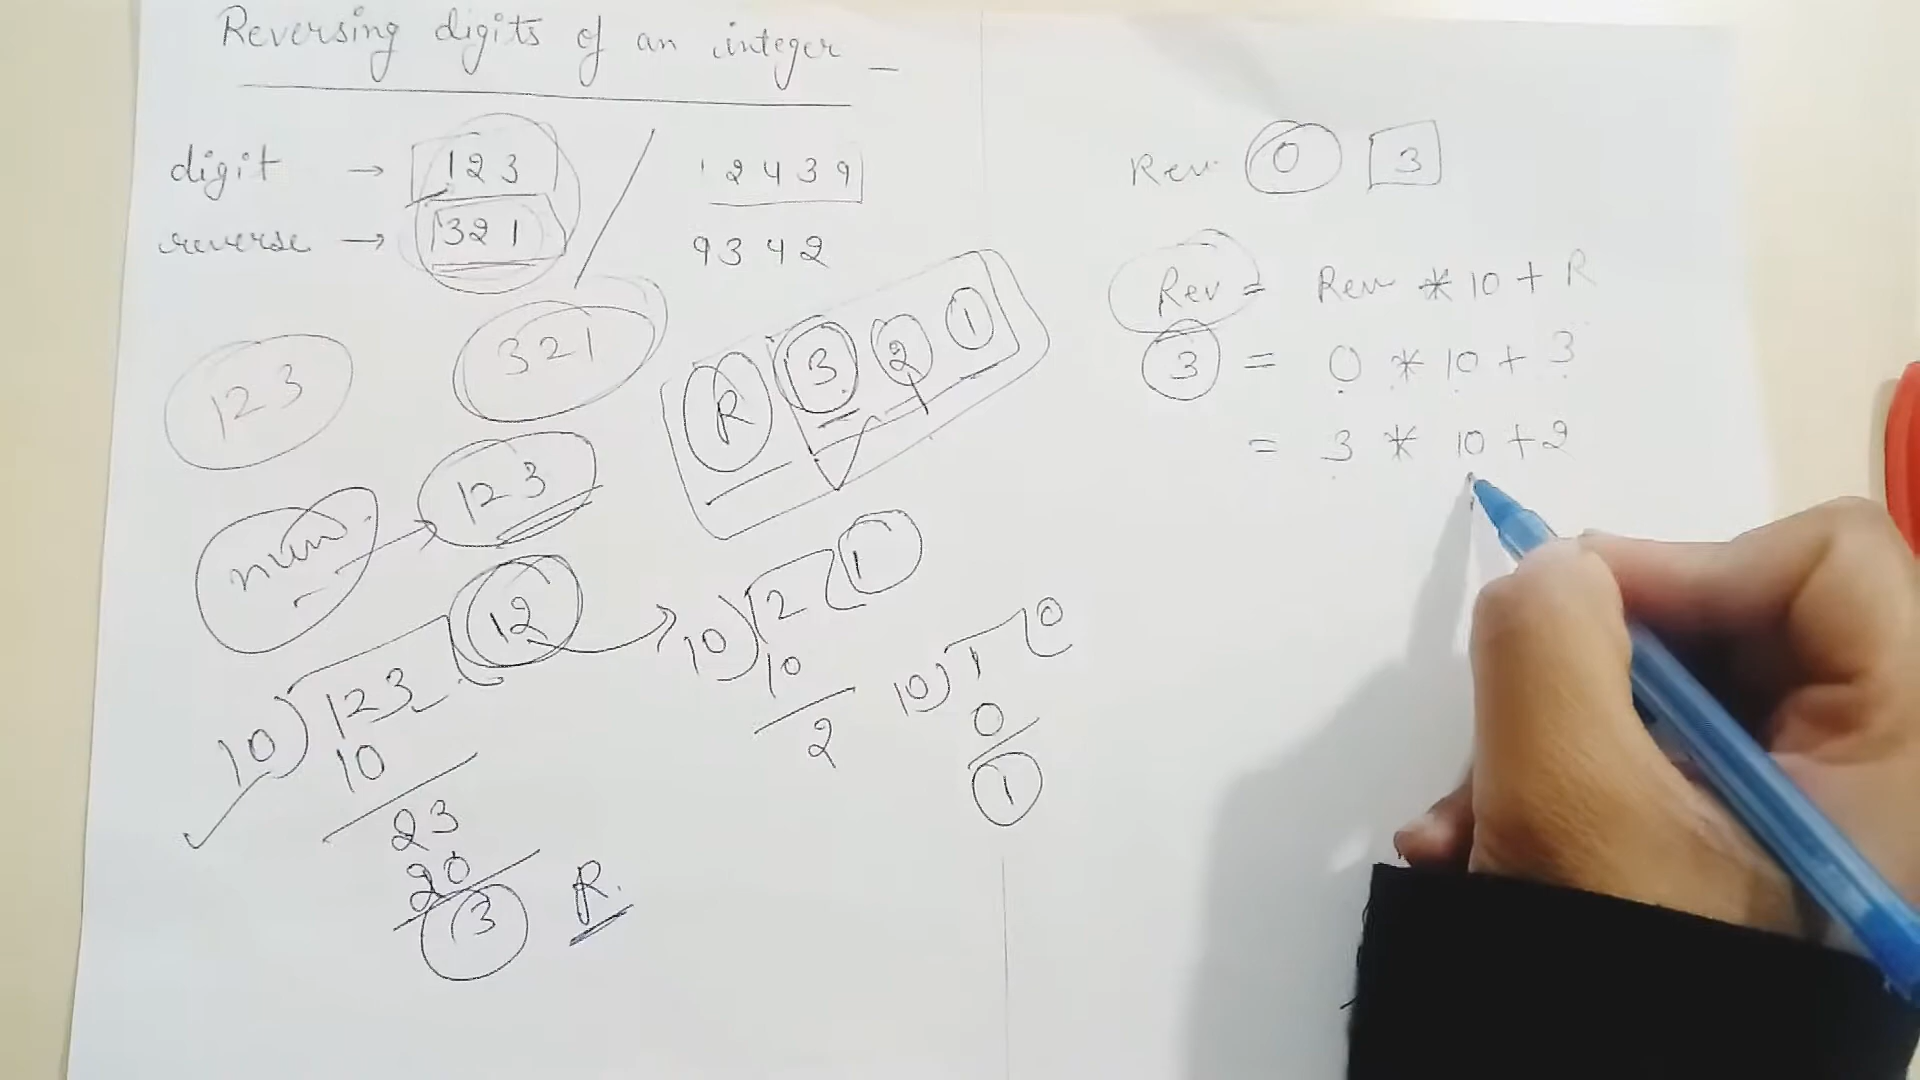 Reversing digits of an integer -
digit → 123 / 12439
reverse → 321 9342
123 321
R 3 2 1
num → 123
10)123(12 → 10)12(1
10
23
20
3 R.
10
2
10)1(0
0
1
Rev 0 3
Rev = Rev * 10 + R
3 = 0 * 10 + 3
= 3 * 10 + 2